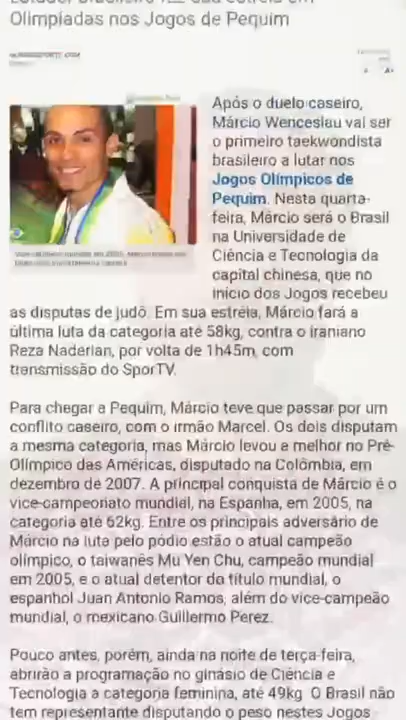 Olimpíadas nos Jogos de Pequim
Após o duelo caseiro,
Márcio Wenceslau vai ser
o primeiro taekwondista
brasileiro a lutar nos
Jogos Olímpicos de
Pequim. Nesta quarta-
feira, Márcio será o Brasil
na Universidade de
Ciência e Tecnologia da
capital chinesa, que no
início dos Jogos recebeu
as disputas de judô. Em sua estréia, Márcio fará a
última luta da categoria até 58kg, contra o iraniano
Reza Naderian, por volta de 1h45m, com
transmissão do SporTV.
Para chegar a Pequim, Márcio teve que passar por um
conflito caseiro, com o irmão Marcel. Os dois disputam
a mesma categoria, mas Márcio levou e melhor no Pré-
Olímpico das Américas, disputado na Colômbia, em
dezembro de 2007. A principal conquista de Márcio é o
vice-campeonato mundial, na Espanha, em 2005, na
categoria até 62kg. Entre os principais adversário de
Márcio na luta pelo pódio estão o atual campeão
olímpico, o taiwanês Mu Yen Chu, campeão mundial
em 2005, e o atual detentor do título mundial, o
espanhol Juan Antonio Ramos, além do vice-campeão
mundial, o mexicano Guillermo Perez.
Pouco antes, porém, ainda na noite de terça-feira,
abrirão a programação no ginásio de Ciência e
Tecnologia a categoria feminina, até 49kg. O Brasil não
tem representante disputando o peso nestes Jogos